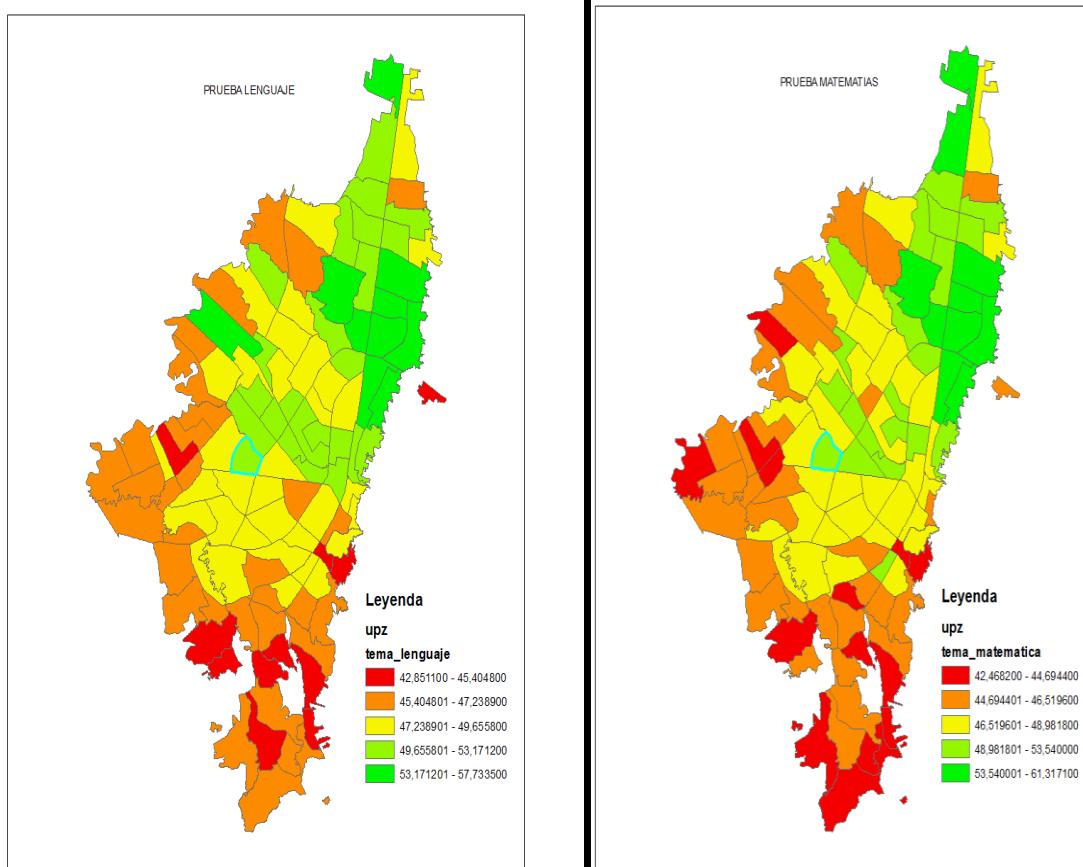 PRUEBA LENGUAJE
Leyenda
upz
tema_lenguaje
42,851100 - 45,404800
45,404801 - 47,238900
47,238901 - 49,655800
49,655801 - 53,171200
53,171201 - 57,733500
PRUEBA MATEMATIAS
Leyenda
upz
tema_matematica
42,468200 - 44,694400
44,694401 - 46,519600
46,519601 - 48,981800
48,981801 - 53,540000
53,540001 - 61,317100